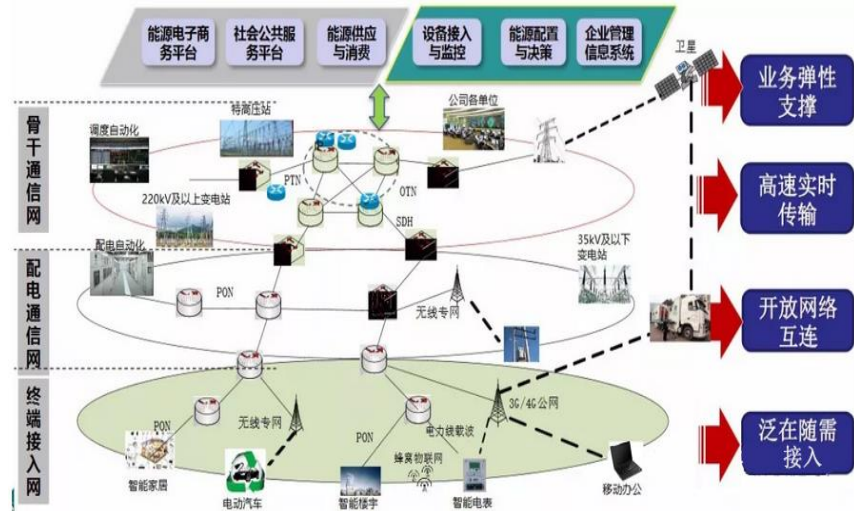 能源电子商
务平台
社会公共服
务平台
能源供应
与消费
设备接入
与监控
能源配置
与决策
企业管理
信息系统
卫星
业务弹性
支撑
骨干通信网
特高压站
公司各单位
调度自动化
PTN
OTN
高速实时
传输
220kV及以上变电站
SDH
配电通信网
配电自动化
35kV及以下
变电站
PON
无线专网
开放网络
互连
终端接入网
3G/4G公网
PON
无线专网
电力线载波
PON
泛在随需
接入
蜂窝物联网
智能家居
电动汽车
智能楼宇
智能电表
移动办公